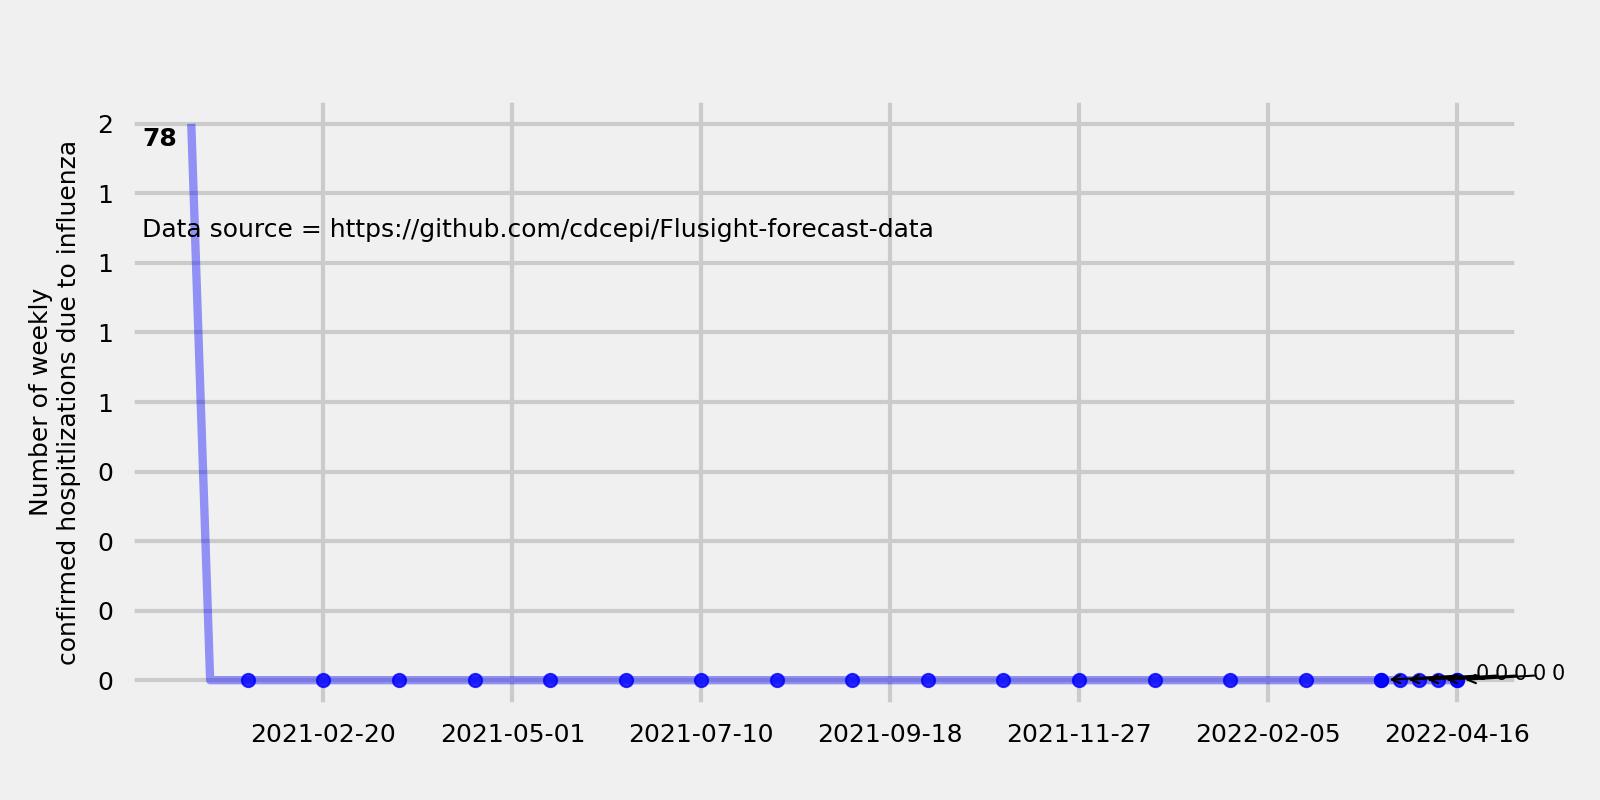 2
78
1
Data source = https://github.com/cdcepi/Flusight-forecast-data
1
1
1
0
0
0
0
Number of weekly
confirmed hospitlizations due to influenza
0 0 0 0 0
2021-02-20 2021-05-01 2021-07-10 2021-09-18 2021-11-27 2022-02-05 2022-04-16